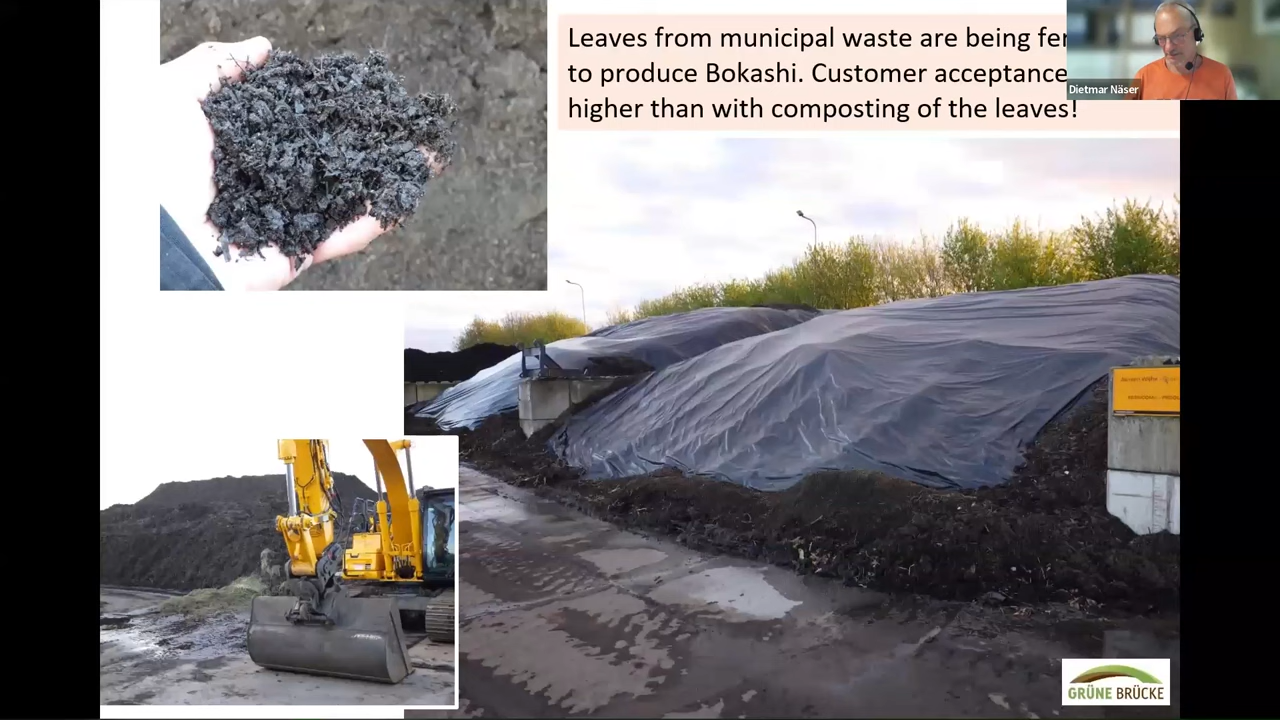 Leaves from municipal waste are being fer
to produce Bokashi. Customer acceptance
higher than with composting of the leaves!
Dietmar Näser
GRÜNE BRÜCKE